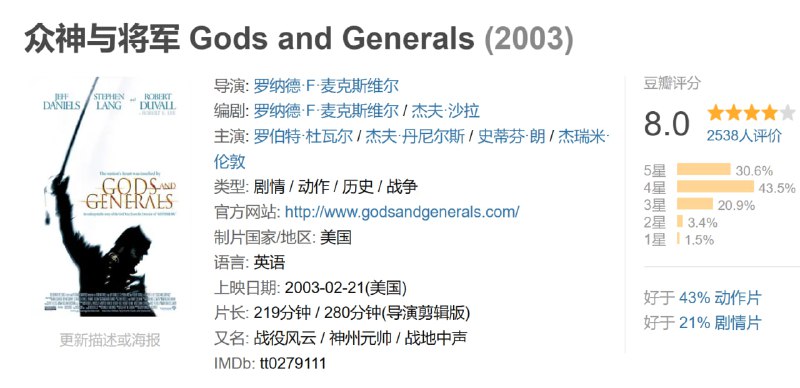 众神与将军 Gods and Generals (2003)
JEFF DANIELS
STEPHEN LANG
and ROBERT DUVALL
The nation's heart was touched by
GODS AND GENERALS
更新描述或海报
导演: 罗纳德·F·麦克斯维尔
编剧: 罗纳德·F·麦克斯维尔 / 杰夫·沙拉
主演: 罗伯特·杜瓦尔 / 杰夫·丹尼尔斯 / 史蒂芬·朗 / 杰瑞米·
伦敦
类型: 剧情 / 动作 / 历史 / 战争
官方网站: http://www.godsandgenerals.com/
制片国家/地区: 美国
语言: 英语
上映日期: 2003-02-21(美国)
片长: 219分钟 / 280分钟(导演剪辑版)
又名: 战役风云 / 神州元帅 / 战地中声
IMDb: tt0279111
豆瓣评分
8.0
2538人评价
5星 30.6%
4星 43.5%
3星 20.9%
2星 3.4%
1星 1.5%
好于 43% 动作片
好于 21% 剧情片